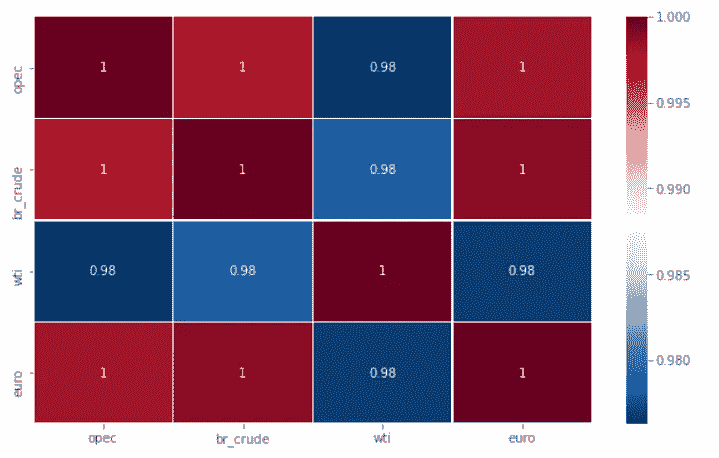 opec 1 1 0.98 1
br_crude 1 1 0.98 1
wti 0.98 0.98 1 0.98
euro 1 1 0.98 1
opec br_crude wti euro
1.000
0.995
0.990
0.985
0.980